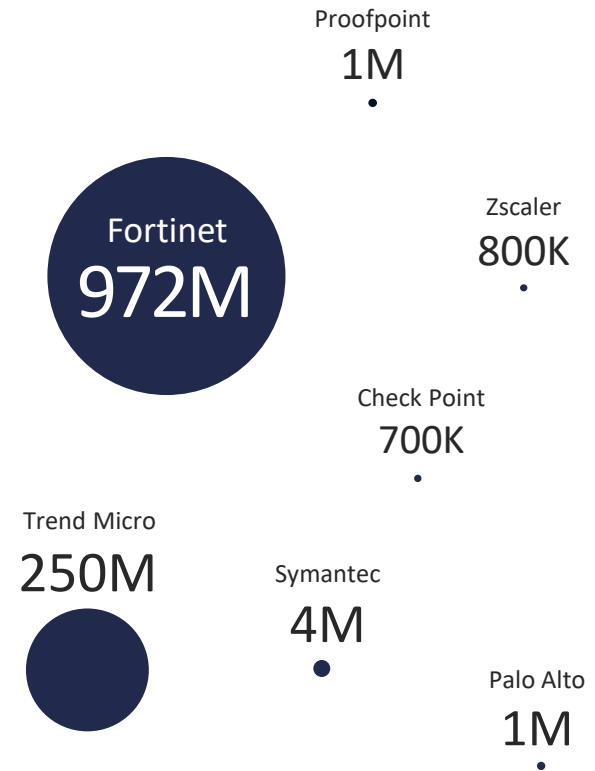 Proofpoint
1M
Fortinet
972M
Zscaler
800K
Check Point
700K
Trend Micro
250M
Symantec
4M
Palo Alto
1M